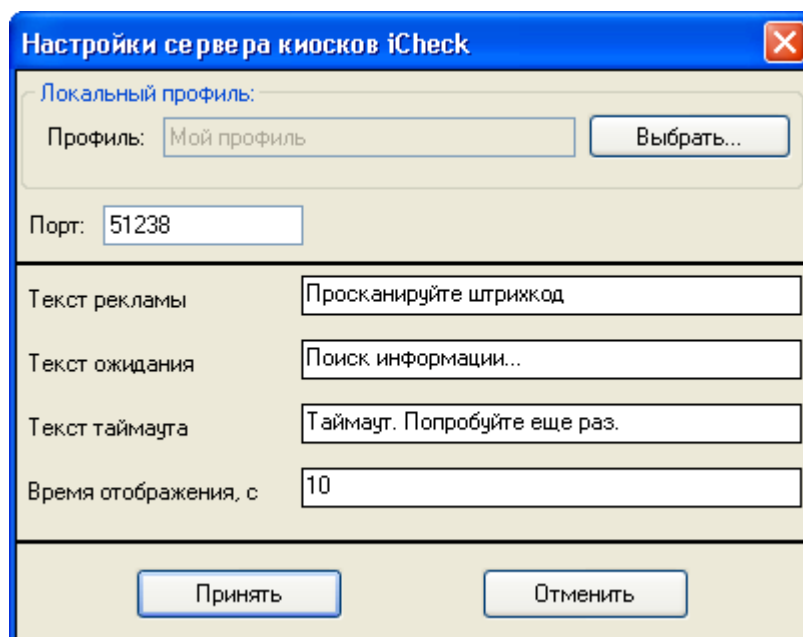 Настройки сервера киосков iCheck
Локальный профиль:
Профиль: Мой профиль Выбрать...
Порт: 51238
Текст рекламы Просканируйте штрихкод
Текст ожидания Поиск информации...
Текст таймаута Таймаут. Попробуйте еще раз.
Время отображения, с 10
Принять Отменить